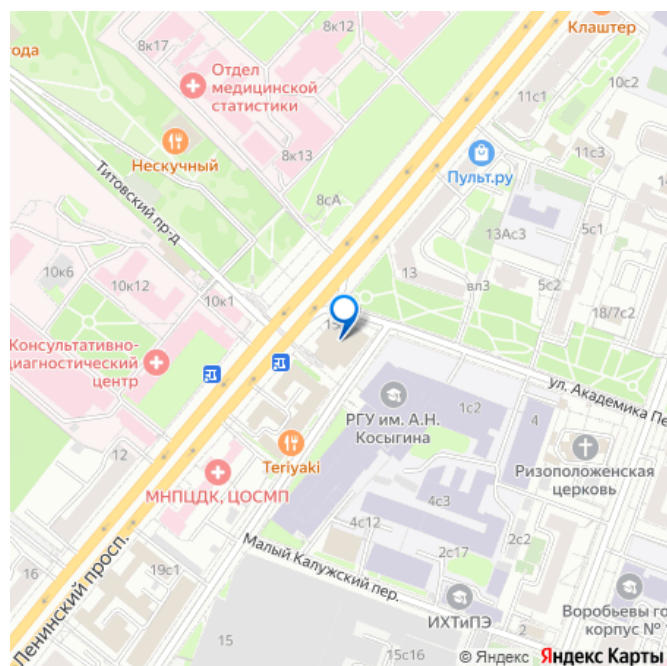 8к17
8к12
Клаштер
года
10с2
Отдел
медицинской
статистики
11с1
8к13
Нескучный
11с3
Пульт.ру
Титовский пр-д
8сА
13Ас3
5с1
10к6
10к12
13
вл3
5с2
18/7с2
10к1
Консультативно-
диагностический
центр
ул. Академика Пе
РГУ им. А.Н.
Косыгина
1с2
4
12
Teriyaki
Ризоположенская
церковь
МНПЦДК, ЦОСМП
4с3
4с12
2с2
2с17
Малый Калужский пер.
Ленинский просп.
16
19с1
ИХТиПЭ
Воробьевы го
корпус №
15
15с16
© Яндекс Яндекс Карты